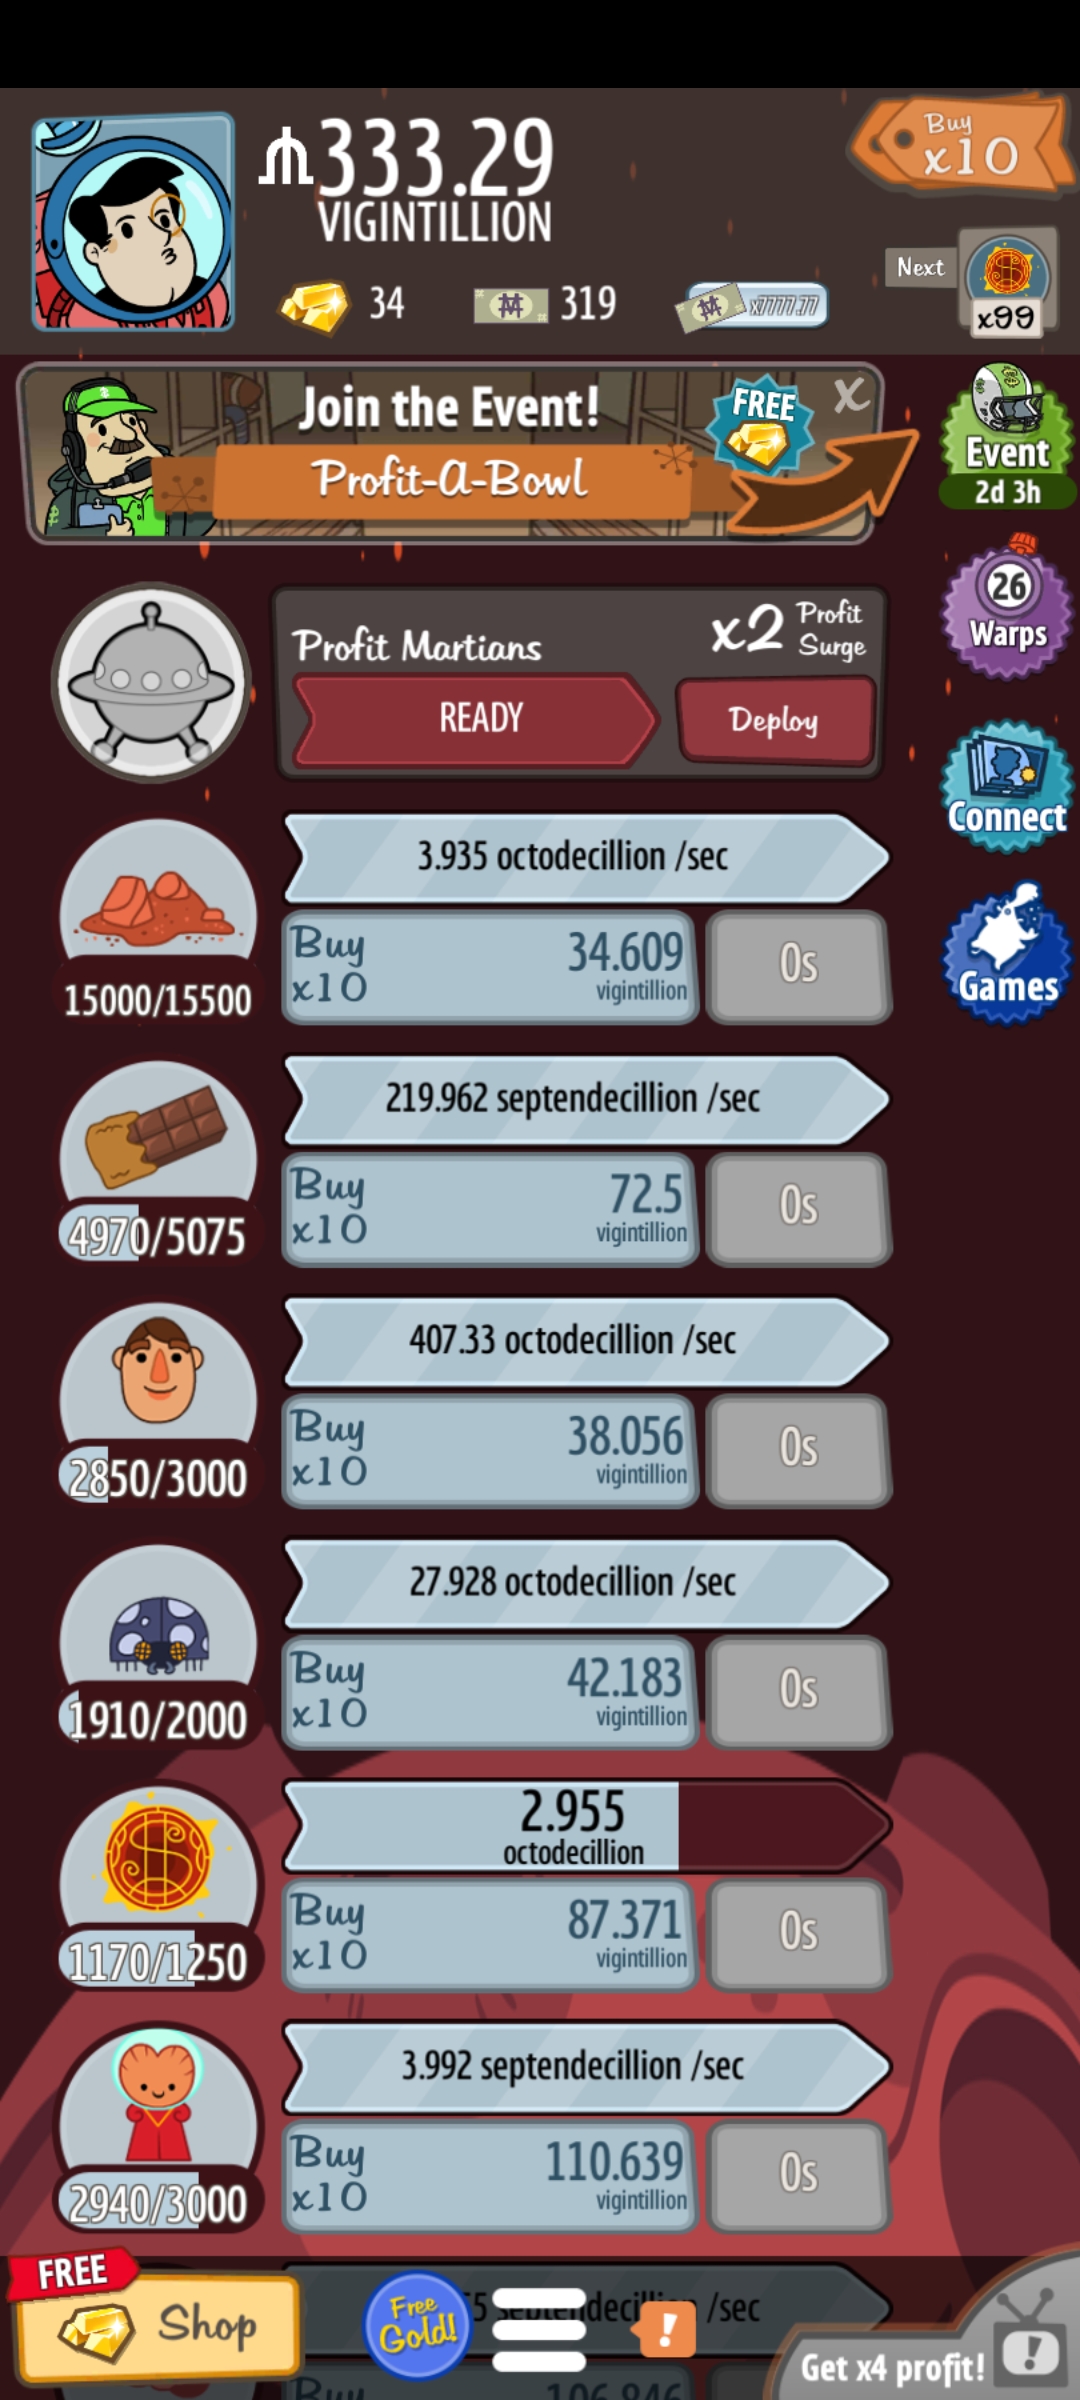 333.29
VIGINTILLION
Buy
x10
34
319
x7777.77
Next
x99
Join the Event!
FREE
X
Profit-A-Bowl
Event
2d 3h
26
Warps
Profit Martians
x2 Profit Surge
READY
Deploy
Connect
3.935 octodecillion /sec
Buy x10
34.609
vigintillion
0s
15000/15500
Games
219.962 septendecillion /sec
Buy x10
72.5
vigintillion
0s
4970/5075
407.33 octodecillion /sec
Buy x10
38.056
vigintillion
0s
2850/3000
27.928 octodecillion /sec
Buy x10
42.183
vigintillion
0s
1910/2000
2.955
octodecillion
Buy x10
87.371
vigintillion
0s
1170/1250
3.992 septendecillion /sec
Buy x10
110.639
vigintillion
0s
2940/3000
FREE
Shop
Free
Gold!
/sec
!
Get x4 profit!
!
Buy
106.846